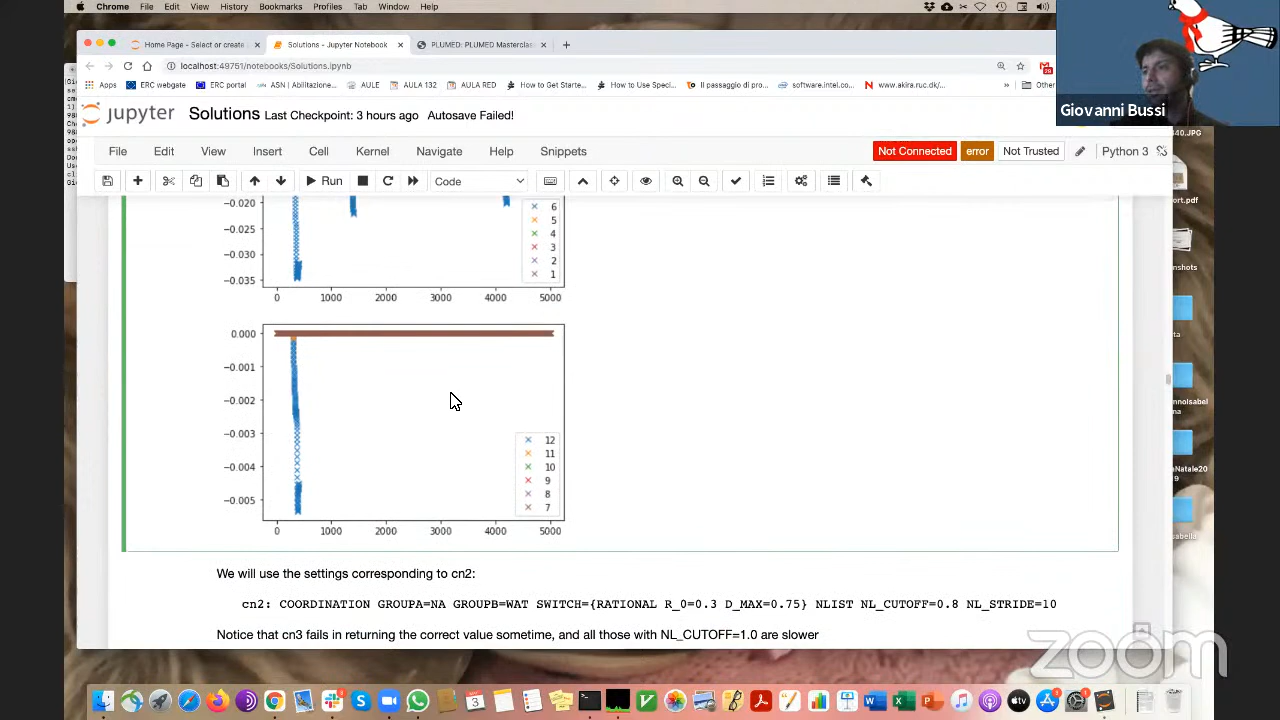 Chrome File Edit View History Bookmarks Profiles Tab Window Help
Home Page - Select or create
Solutions - Jupyter Notebook
PLUMED: PLUMED Masterclas
localhost:49751/notebooks/Solutions.ipynb
Apps ERC webgate ERC portal ASN | Abilitazione... AULE AULA 132 AULA RED How to Get Starte... How to Use Speci... Il passaggio di pro... software.intel.com... www.akira.ruc.dk/...
Giovanni Bussi
jupyter Solutions Last Checkpoint: 3 hours ago Autosave Failed!
File Edit View Insert Cell Kernel Navigate Help Snippets
Not Connected error Not Trusted Python 3
Run Code
−0.020
−0.025
−0.030
−0.035
6
5
4
3
2
1
0 1000 2000 3000 4000 5000
0.000
−0.001
−0.002
−0.003
−0.004
−0.005
12
11
10
9
8
7
0 1000 2000 3000 4000 5000
We will use the settings corresponding to cn2:
cn2: COORDINATION GROUPA=NA GROUPB=WAT SWITCH={RATIONAL R_0=0.3 D_MAX=0.75} NLIST NL_CUTOFF=0.8 NL_STRIDE=10
Notice that cn3 fails in returning the correct value sometime, and all those with NL_CUTOFF=1.0 are slower
zoom